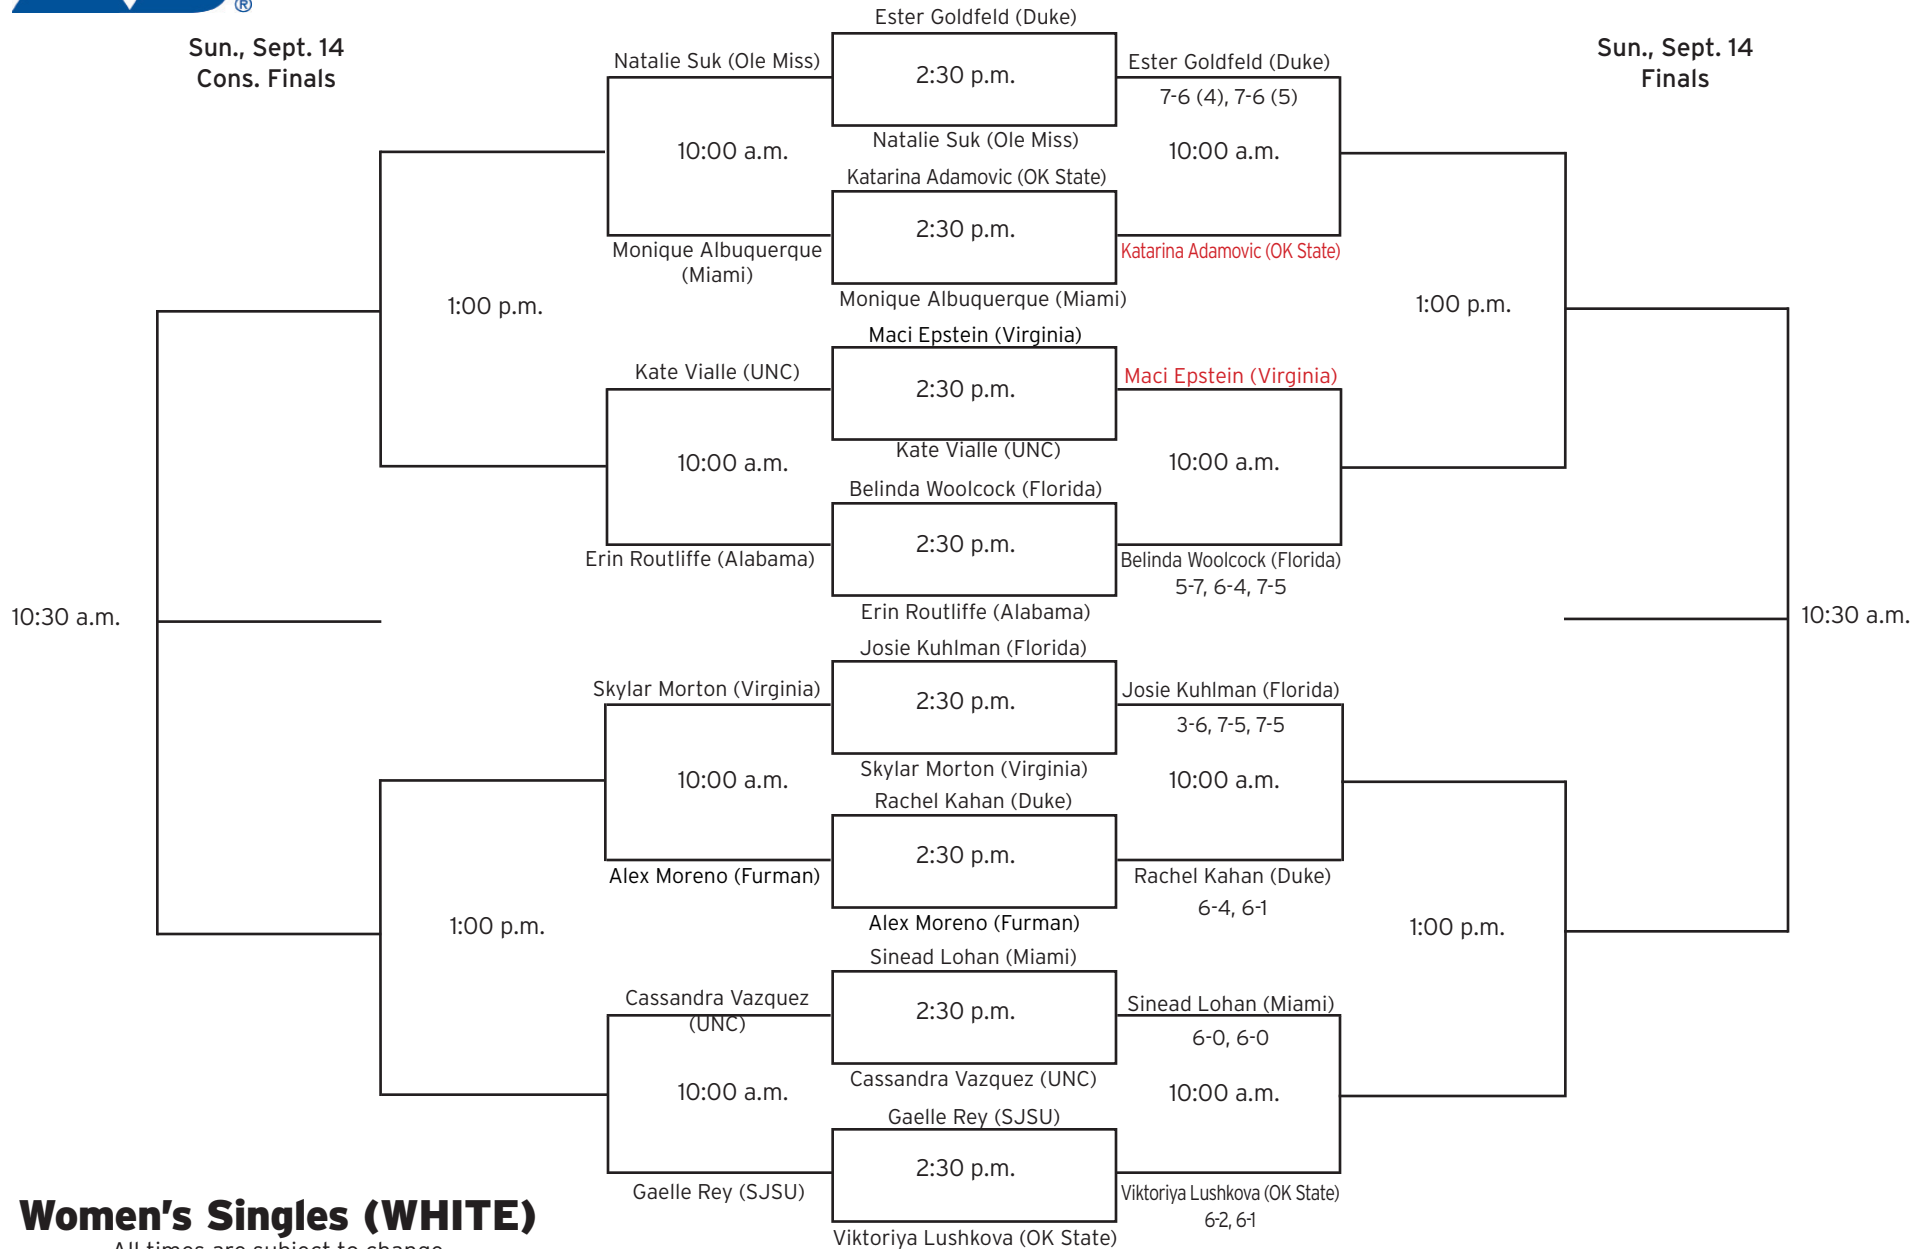 ®
Sun., Sept. 14
Cons. Finals
Sun., Sept. 14
Finals
Ester Goldfeld (Duke)
Natalie Suk (Ole Miss)
2:30 p.m.
Ester Goldfeld (Duke)
7-6 (4), 7-6 (5)
Natalie Suk (Ole Miss)
10:00 a.m.
10:00 a.m.
Katarina Adamovic (OK State)
2:30 p.m.
Monique Albuquerque
(Miami)
Katarina Adamovic (OK State)
Monique Albuquerque (Miami)
1:00 p.m.
1:00 p.m.
Maci Epstein (Virginia)
Kate Vialle (UNC)
2:30 p.m.
Maci Epstein (Virginia)
Kate Vialle (UNC)
10:00 a.m.
10:00 a.m.
Belinda Woolcock (Florida)
2:30 p.m.
Erin Routliffe (Alabama)
Belinda Woolcock (Florida)
5-7, 6-4, 7-5
Erin Routliffe (Alabama)
10:30 a.m.
10:30 a.m.
Josie Kuhlman (Florida)
Skylar Morton (Virginia)
2:30 p.m.
Josie Kuhlman (Florida)
3-6, 7-5, 7-5
Skylar Morton (Virginia)
10:00 a.m.
10:00 a.m.
Rachel Kahan (Duke)
2:30 p.m.
Alex Moreno (Furman)
Rachel Kahan (Duke)
6-4, 6-1
Alex Moreno (Furman)
1:00 p.m.
1:00 p.m.
Sinead Lohan (Miami)
Cassandra Vazquez
(UNC)
2:30 p.m.
Sinead Lohan (Miami)
6-0, 6-0
Cassandra Vazquez (UNC)
10:00 a.m.
10:00 a.m.
Gaelle Rey (SJSU)
2:30 p.m.
Gaelle Rey (SJSU)
Viktoriya Lushkova (OK State)
6-2, 6-1
Viktoriya Lushkova (OK State)
Women's Singles (WHITE)
All times are subject to change